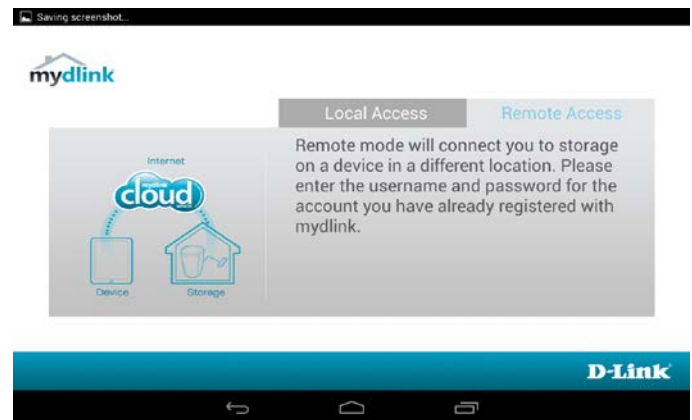 Saving screenshot...
mydlink
Local Access
Remote Access
Remote mode will connect you to storage
on a device in a different location. Please
enter the username and password for the
account you have already registered with
mydlink.
Internet
cloud
Device
Storage
D-Link